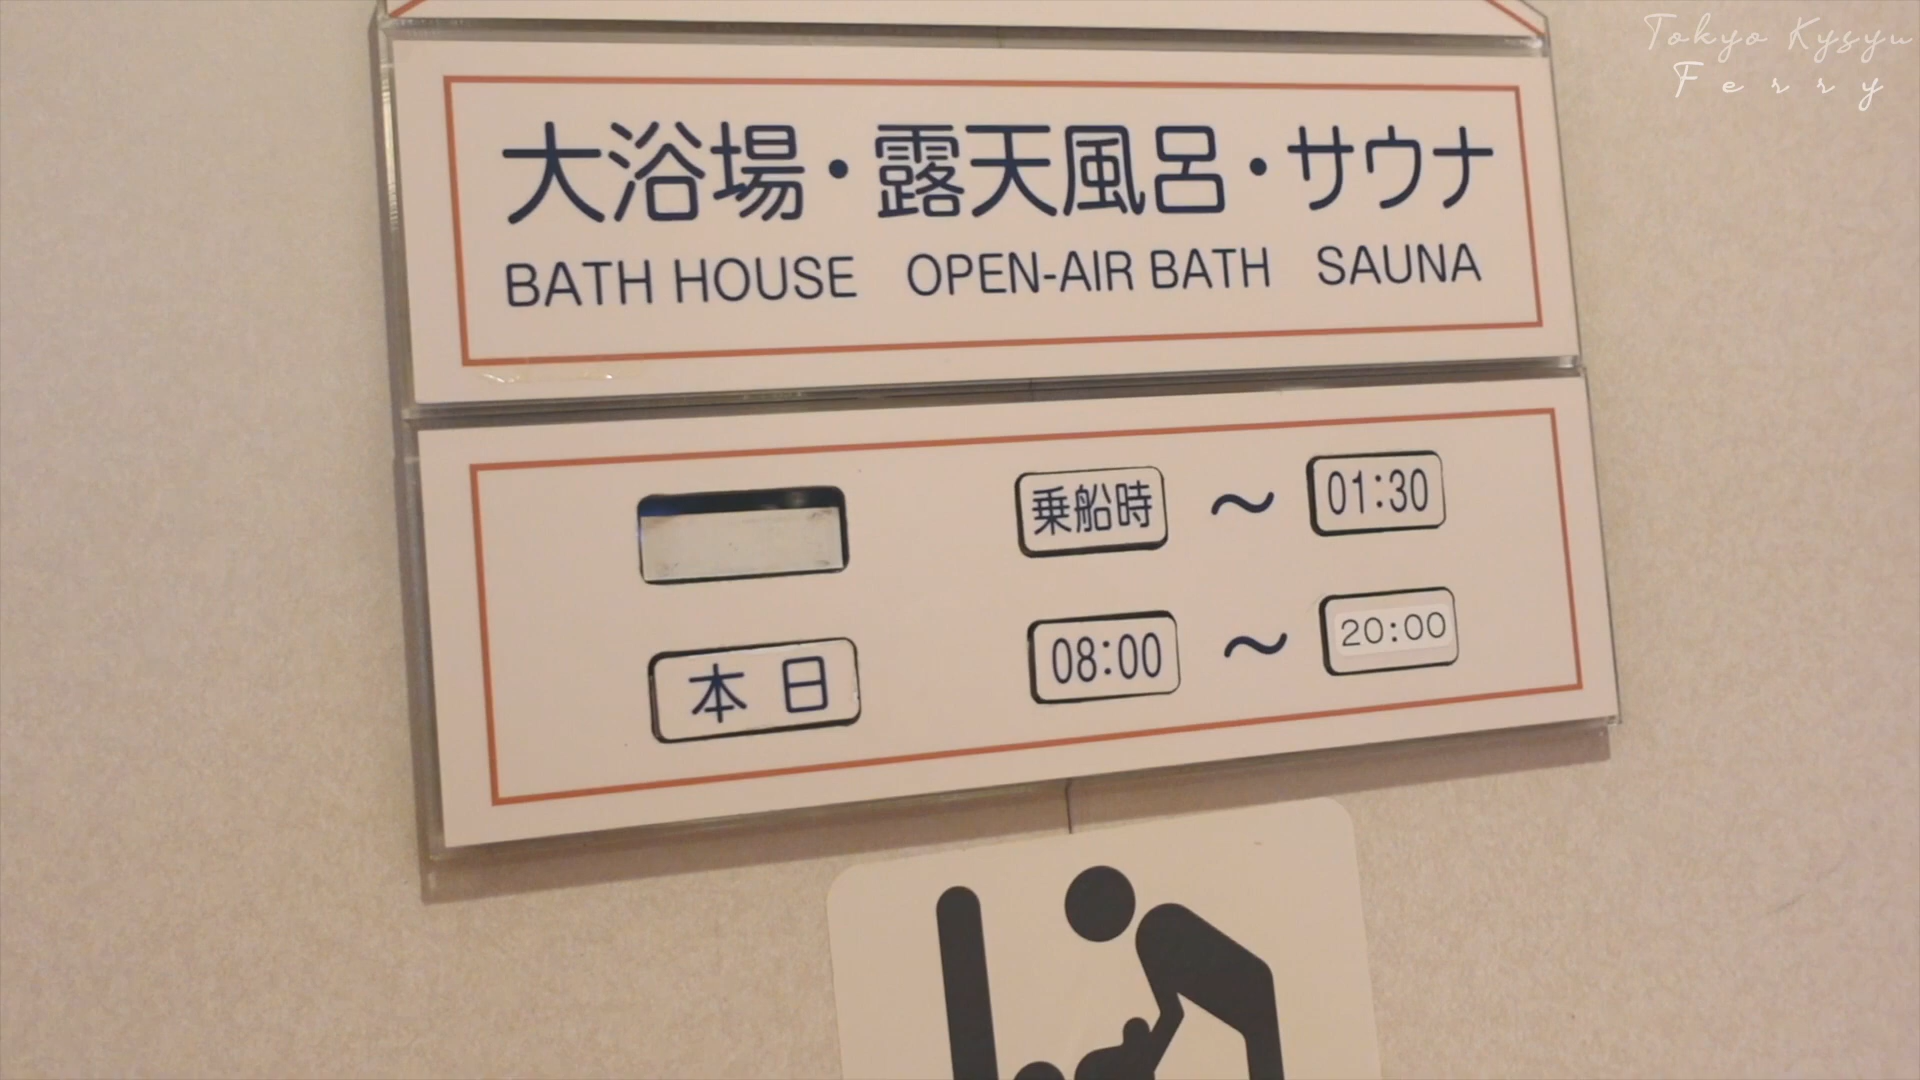 Tokyo Kysyu
Ferry
大浴場・露天風呂・サウナ
BATH HOUSE OPEN-AIR BATH SAUNA
乗船時 〜 01:30
本日 08:00 〜 20:00